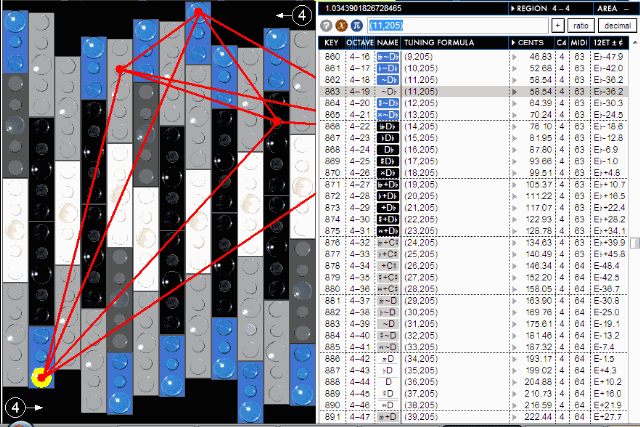 ④
1.0343901826728465 REGION 4 – 4 AREA –
(11,205) + ratio decimal
KEY OCTAVE NAME TUNING FORMULA CENTS C4 MIDI 12ET ± ¢
860 4–16 (9,205) 46.83 4 63 E♭-47.9
861 4–17 (10,205) 52.68 4 63 E♭-42.0
862 4–18 (11,205) 58.54 4 63 E♭-36.2
863 4–19 (11,205) 58.54 4 63 E♭-36.2
864 4–20 (12,205) 64.39 4 63 E♭-30.3
865 4–21 (13,205) 70.24 4 63 E♭-24.5
866 4–22 (14,205) 76.10 4 63 E♭-18.6
867 4–23 (15,205) 81.95 4 63 E♭-12.8
868 4–24 (16,205) 87.80 4 63 E♭-6.9
869 4–25 (17,205) 93.66 4 63 E♭-1.0
870 4–26 (18,205) 99.51 4 63 E♭+4.8
871 4–27 (19,205) 105.37 4 63 E♭+10.7
872 4–28 (20,205) 111.22 4 63 E♭+16.5
873 4–29 (21,205) 117.07 4 63 E♭+22.4
874 4–30 (22,205) 122.93 4 63 E♭+28.2
875 4–31 (23,205) 128.78 4 63 E♭+34.1
876 4–32 (24,205) 134.63 4 63 E♭+39.9
877 4–33 (25,205) 140.49 4 63 E♭+45.8
878 4–34 (26,205) 146.34 4 64 E-48.4
879 4–35 (27,205) 152.20 4 64 E-42.5
880 4–36 (28,205) 158.05 4 64 E-36.7
881 4–37 (29,205) 163.90 4 64 E-30.8
882 4–38 (30,205) 169.76 4 64 E-25.0
883 4–39 ~D (31,205) 175.61 4 64 E-19.1
884 4–40 (32,205) 181.46 4 64 E-13.2
885 4–41 (33,205) 187.32 4 64 E-7.4
886 4–42 (34,205) 193.17 4 64 E-1.5
887 4–43 (35,205) 199.02 4 64 E+4.3
888 4–44 D (36,205) 204.88 4 64 E+10.2
889 4–45 (37,205) 210.73 4 64 E+16.0
890 4–46 (38,205) 216.59 4 64 E+21.9
891 4–47 (39,205) 222.44 4 64 E+27.7
④